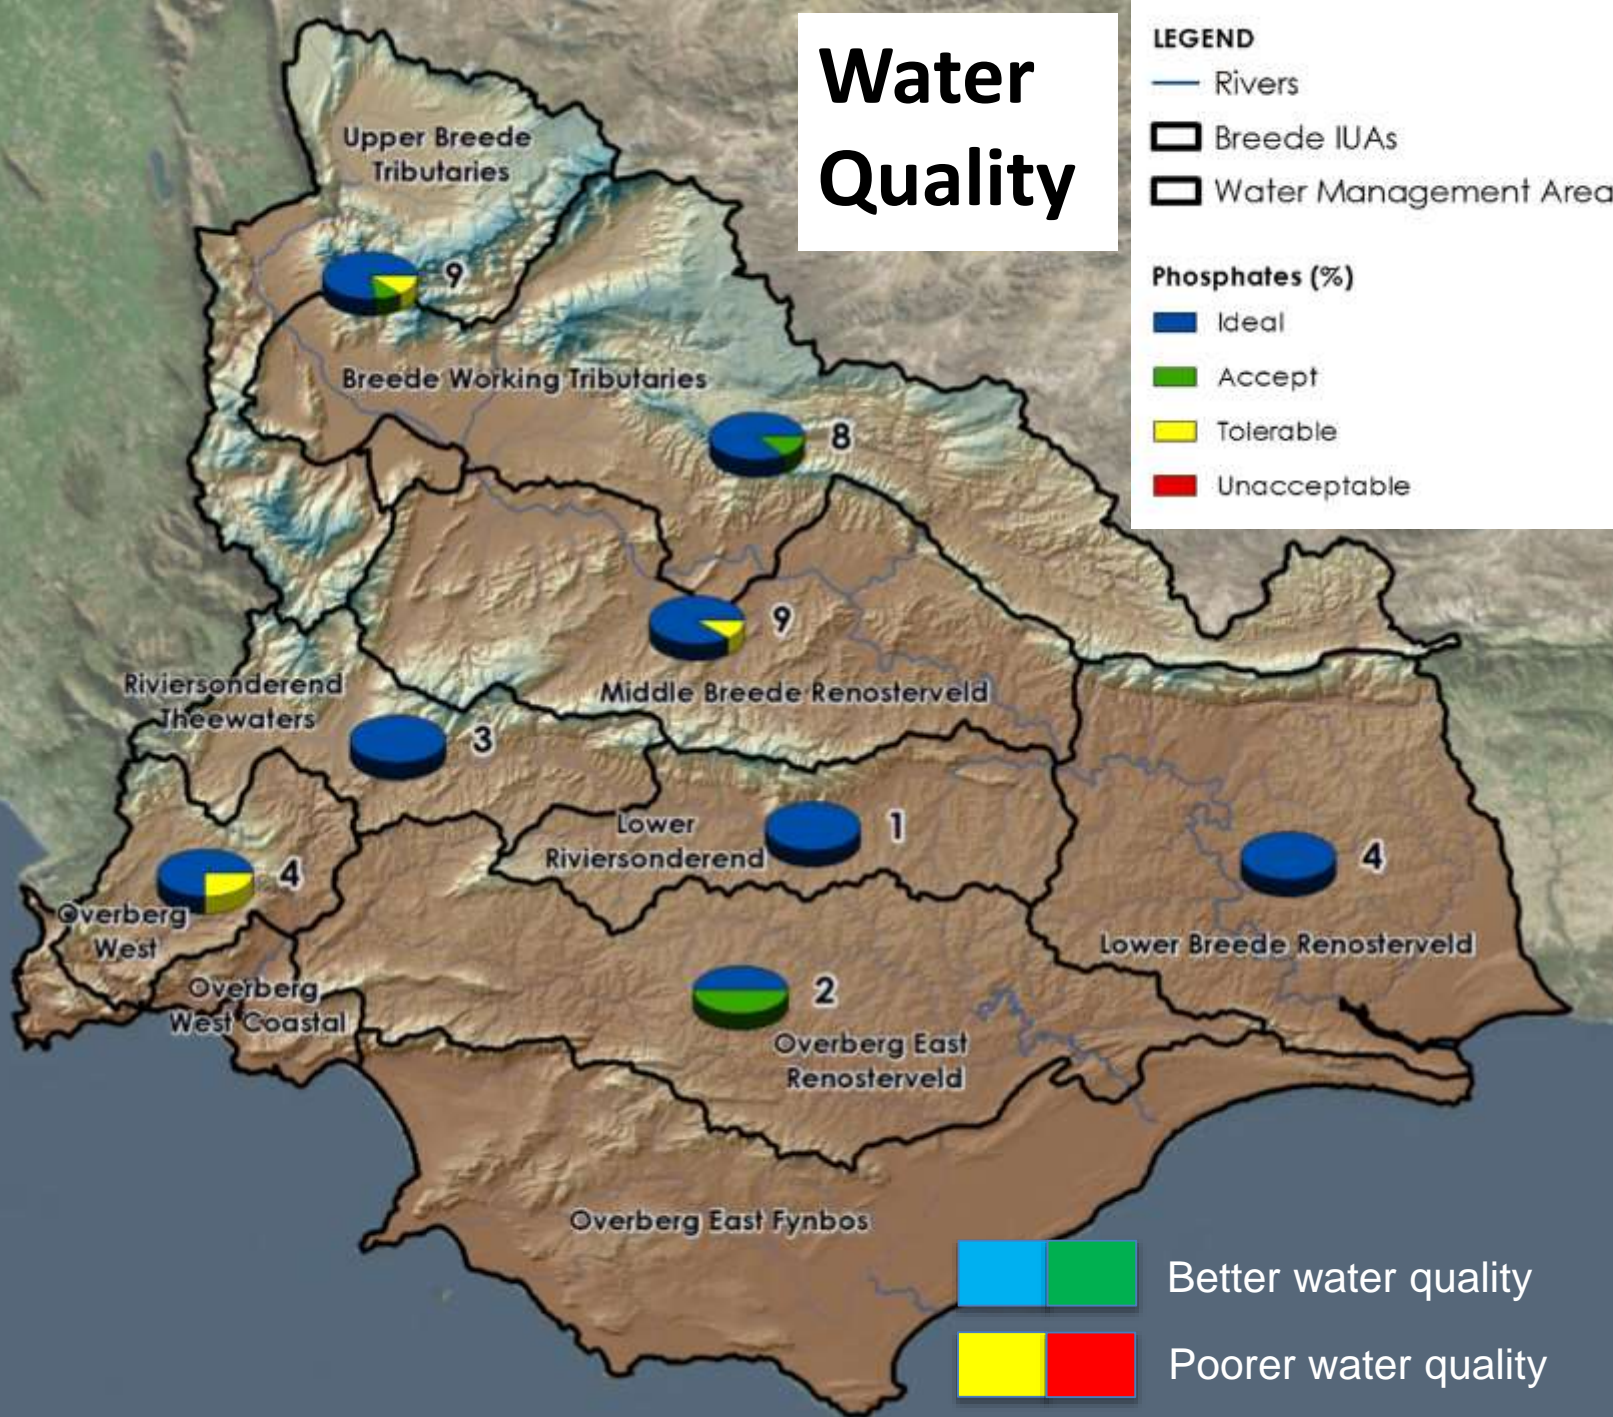 Water
Quality
LEGEND
Rivers
Breede IUAs
Water Management Area
Phosphates (%)
Ideal
Accept
Tolerable
Unacceptable
Upper Breede
Tributaries
9
Breede Working Tributaries
8
9
Middle Breede Renosterveld
Riviersonderend
Theewaters
3
Lower
Riviersonderend
1
4
Lower Breede Renosterveld
4
Overberg
West
Overberg
West Coastal
2
Overberg East
Renosterveld
Overberg East Fynbos
Better water quality
Poorer water quality